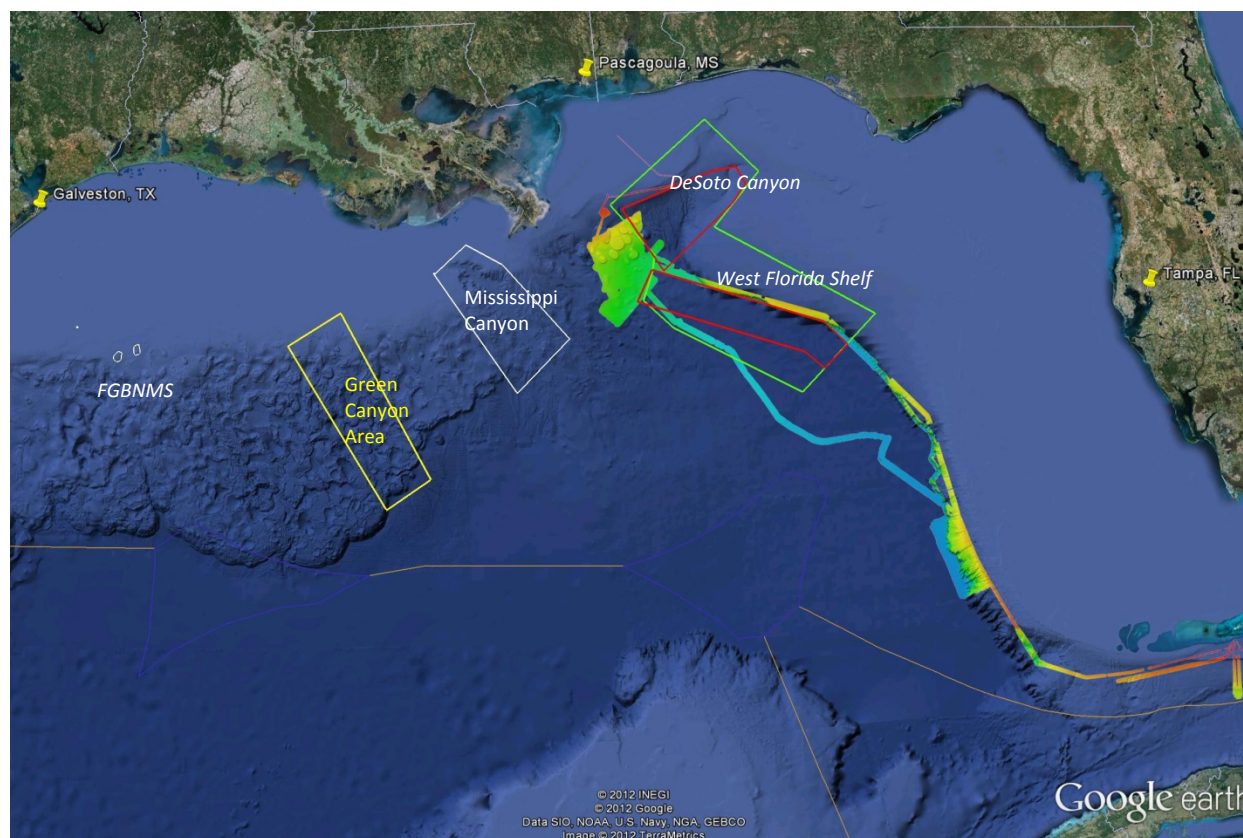 Pascagoula, MS
Galveston, TX
DeSoto Canyon
Tampa, FL
West Florida Shelf
Mississippi
Canyon
FGBNMS
Green
Canyon
Area
© 2012 INEGI
© 2012 Google
Data SIO, NOAA, U.S. Navy, NGA, GEBCO
Image © 2012 TerraMetrics
Google earth